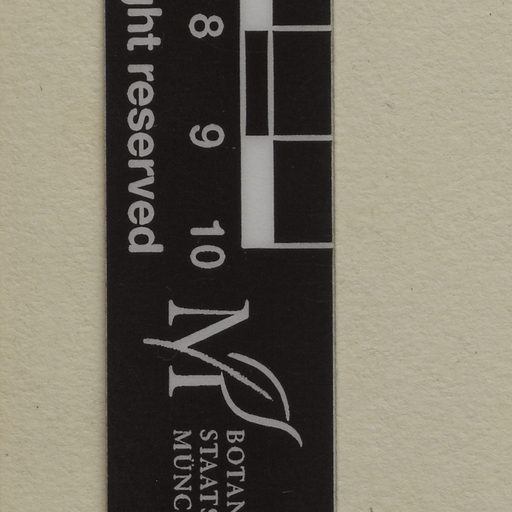 ght reserved
8 9 10
M
BOTAN
STAATS
MÜNC